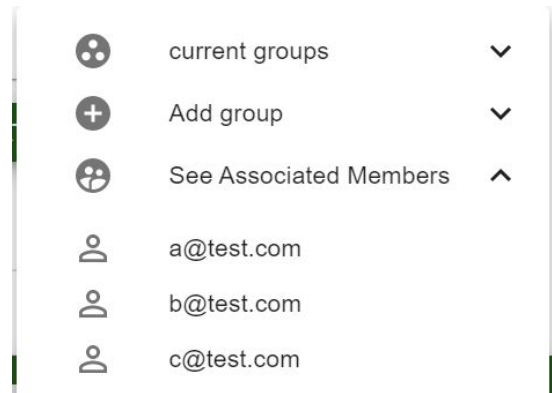 current groups
Add group
See Associated Members
a@test.com
b@test.com
c@test.com